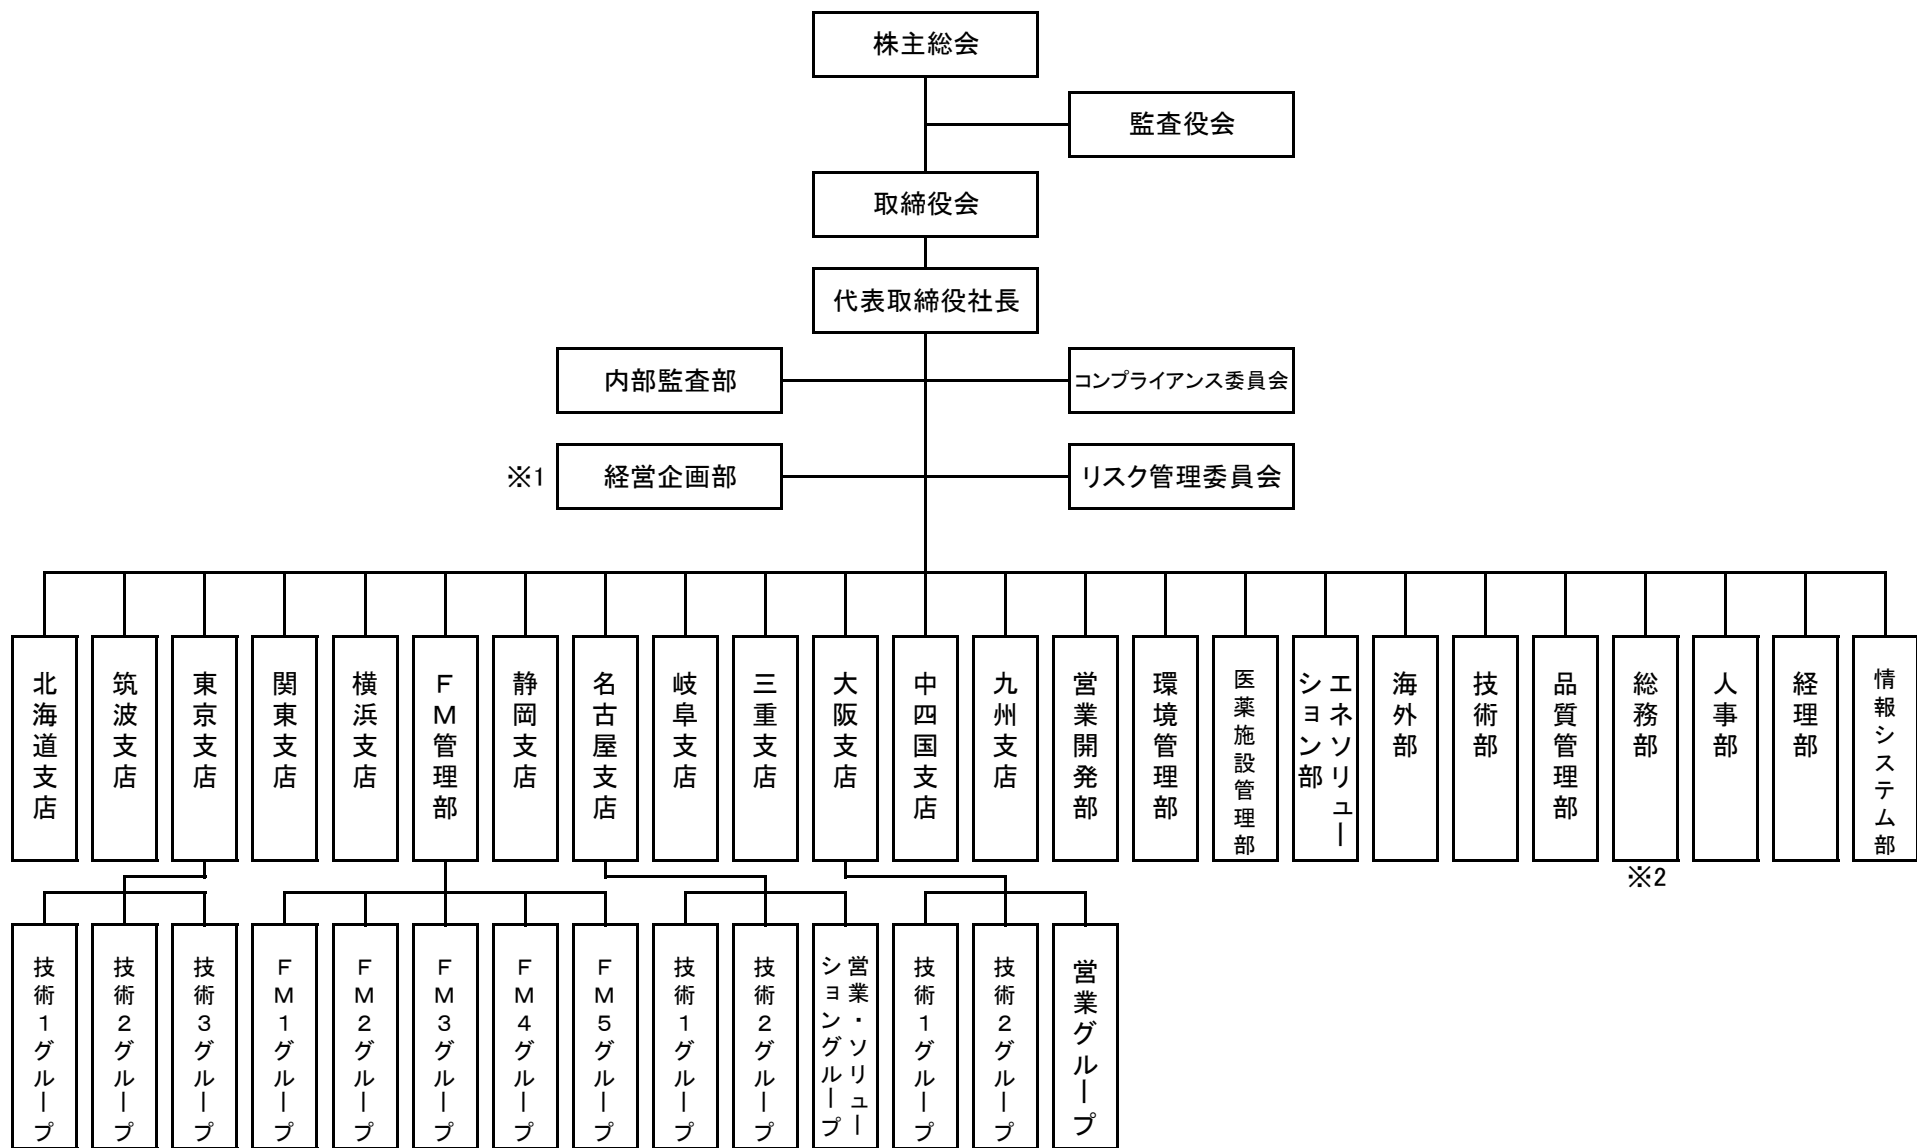 株主総会
監査役会
取締役会
代表取締役社長
内部監査部
コンプライアンス委員会
※1
経営企画部
リスク管理委員会
北海道支店
筑波支店
東京支店
関東支店
横浜支店
ＦＭ管理部
静岡支店
名古屋支店
岐阜支店
三重支店
大阪支店
中四国支店
九州支店
営業開発部
環境管理部
医薬施設管理部
エネソリュー
ション部
海外部
技術部
品質管理部
総務部
人事部
経理部
情報システム部
※2
技術１グループ
技術２グループ
技術３グループ
ＦＭ１グループ
ＦＭ２グループ
ＦＭ３グループ
ＦＭ４グループ
ＦＭ５グループ
技術１グループ
技術２グループ
営業・ソリュー
ショングループ
技術１グループ
技術２グループ
営業グループ